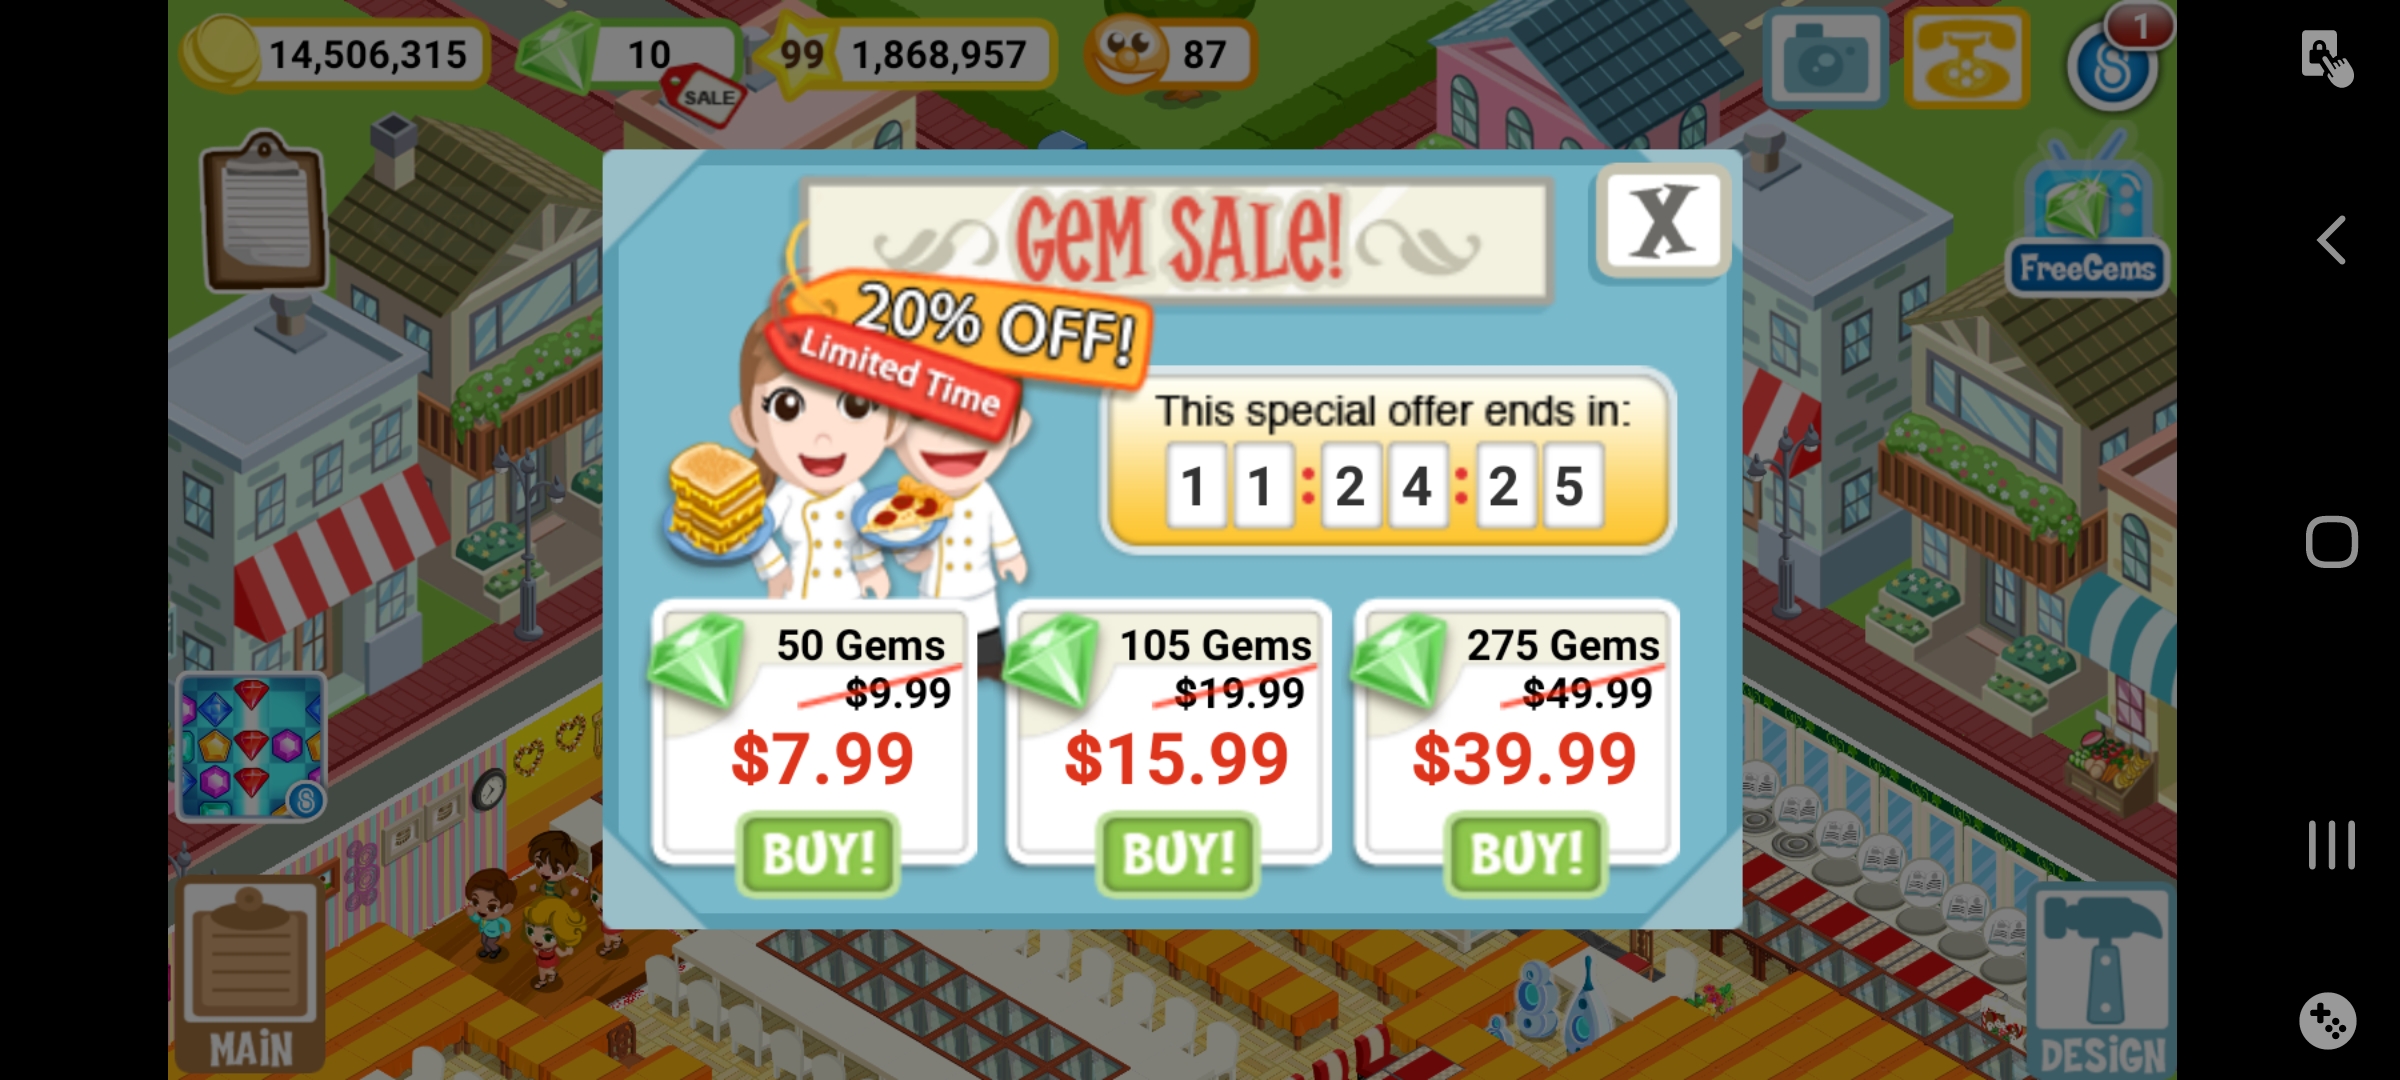 14,506,315
10
SALE
99
1,868,957
87
1
FreeGems
GEM SALE!
X
20% OFF!
Limited Time
This special offer ends in:
11:24:25
50 Gems
$9.99
$7.99
BUY!
105 Gems
$19.99
$15.99
BUY!
275 Gems
$49.99
$39.99
BUY!
MAIN
DESIGN